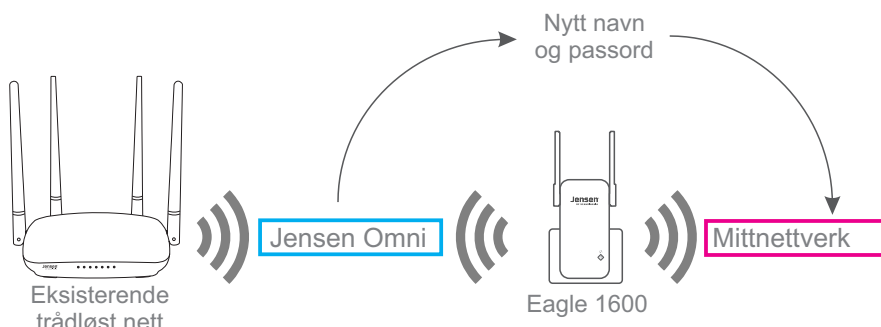 Nytt navn
og passord
Jensen
Jensen Omni
Mittnettverk
Eksisterende
trådløst nett
Eagle 1600